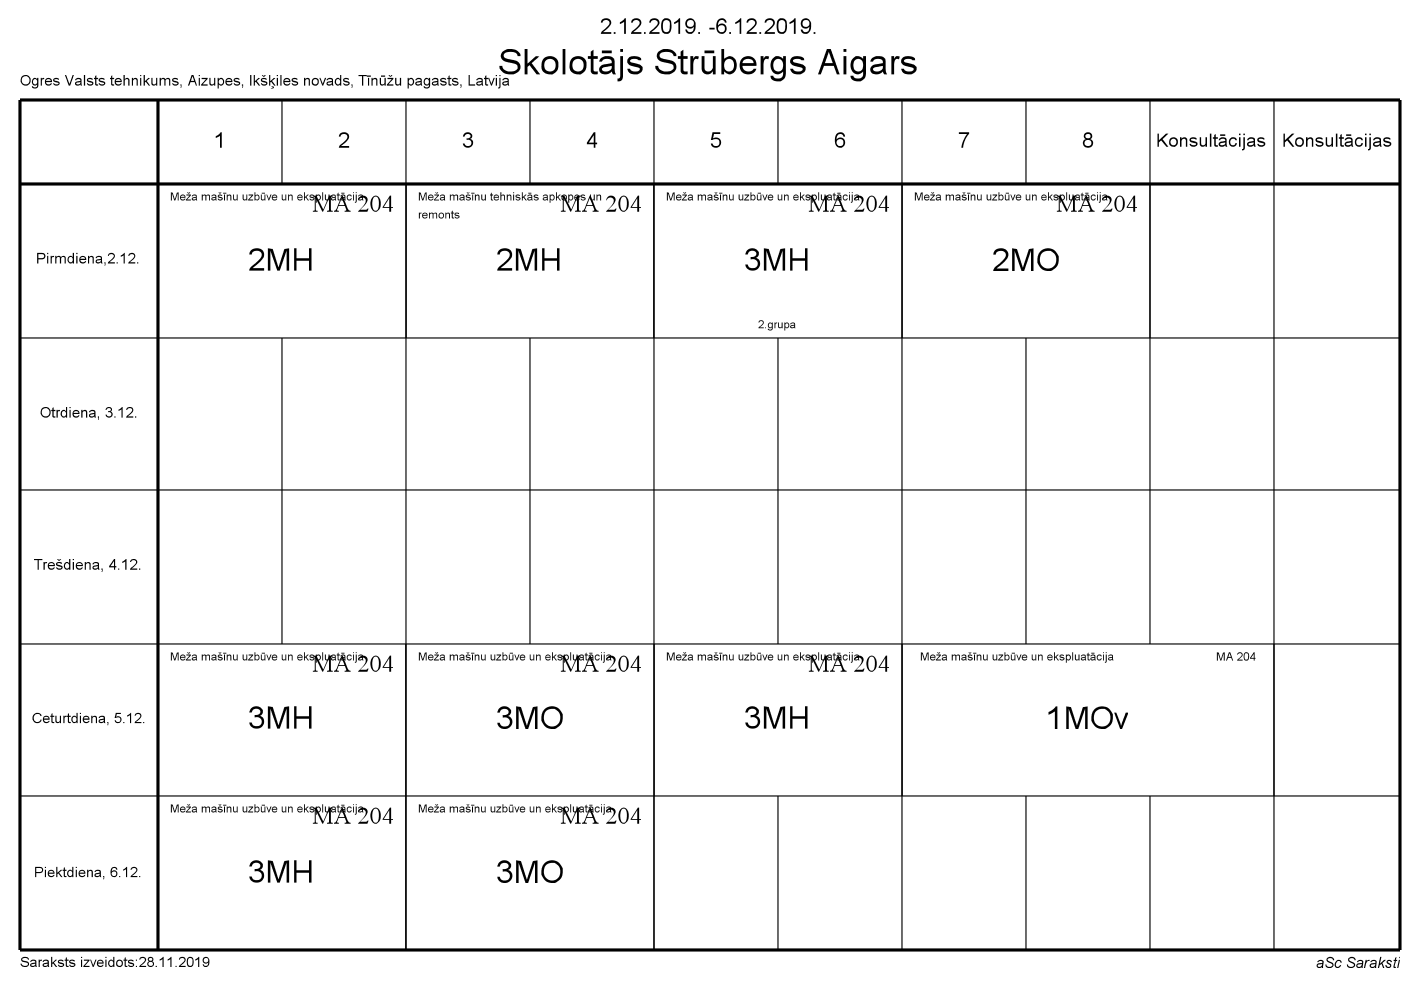 2.12.2019. -6.12.2019.
Skolotājs Strūbergs Aigars
Ogres Valsts tehnikums, Aizupes, Ikšķiles novads, Tīnūžu pagasts, Latvija
1 2 3 4 5 6 7 8 Konsultācijas Konsultācijas
Meža mašīnu uzbūve un ekspluatācija MA 204 Meža mašīnu tehniskās apkopes un MA 204 Meža mašīnu uzbūve un ekspluatācija MA 204 Meža mašīnu uzbūve un ekspluatācija MA 204
remonts
Pirmdiena,2.12. 2MH 2MH 3MH 2MO
2.grupa
Otrdiena, 3.12.
Trešdiena, 4.12.
Meža mašīnu uzbūve un ekspluatācija MA 204 Meža mašīnu uzbūve un ekspluatācija MA 204 Meža mašīnu uzbūve un ekspluatācija MA 204 Meža mašīnu uzbūve un ekspluatācija MA 204
Ceturtdiena, 5.12. 3MH 3MO 3MH 1MOv
Meža mašīnu uzbūve un ekspluatācija MA 204 Meža mašīnu uzbūve un ekspluatācija MA 204
Piektdiena, 6.12. 3MH 3MO
Saraksts izveidots:28.11.2019 aSc Saraksti